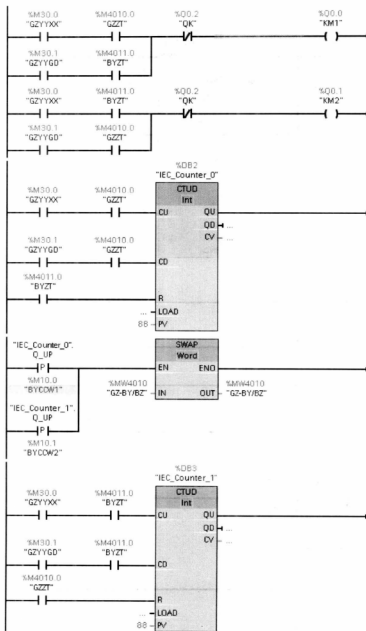 %M30.0 %M4010.0 %Q0.2 %Q0.0
"GZYYXX" "GZZT" "QK" "KM1"
%M30.1 %M4011.0
"GZYYGD" "BYZT"
%M30.0 %M4011.0 %Q0.2 %Q0.1
"GZYYXX" "BYZT" "QK" "KM2"
%M30.1 %M4010.0
"GZYYGD" "GZZT"
%DB2
"IEC_Counter_0"
%M30.0 %M4010.0 CTUD
"GZYYXX" "GZZT" Int
CU QU
QD ...
CV ...
%M30.1 %M4010.0
"GZYYGD" "GZZT"
CD
%M4011.0
"BYZT"
R
... LOAD
88 PV
"IEC_Counter_0". SWAP
Q_UP Word
P EN ENO
%M10.0 %MW4010 %MW4010
"BYCCW1" "GZ-BY/BZ" IN OUT "GZ-BY/BZ"
"IEC_Counter_1".
Q_UP
P
%M10.1
"BYCCW2"
%DB3
"IEC_Counter_1"
%M30.0 %M4011.0 CTUD
"GZYYXX" "BYZT" Int
CU QU
QD ...
CV ...
%M30.1 %M4011.0
"GZYYGD" "BYZT"
CD
%M4010.0
"GZZT"
R
... LOAD
88 PV